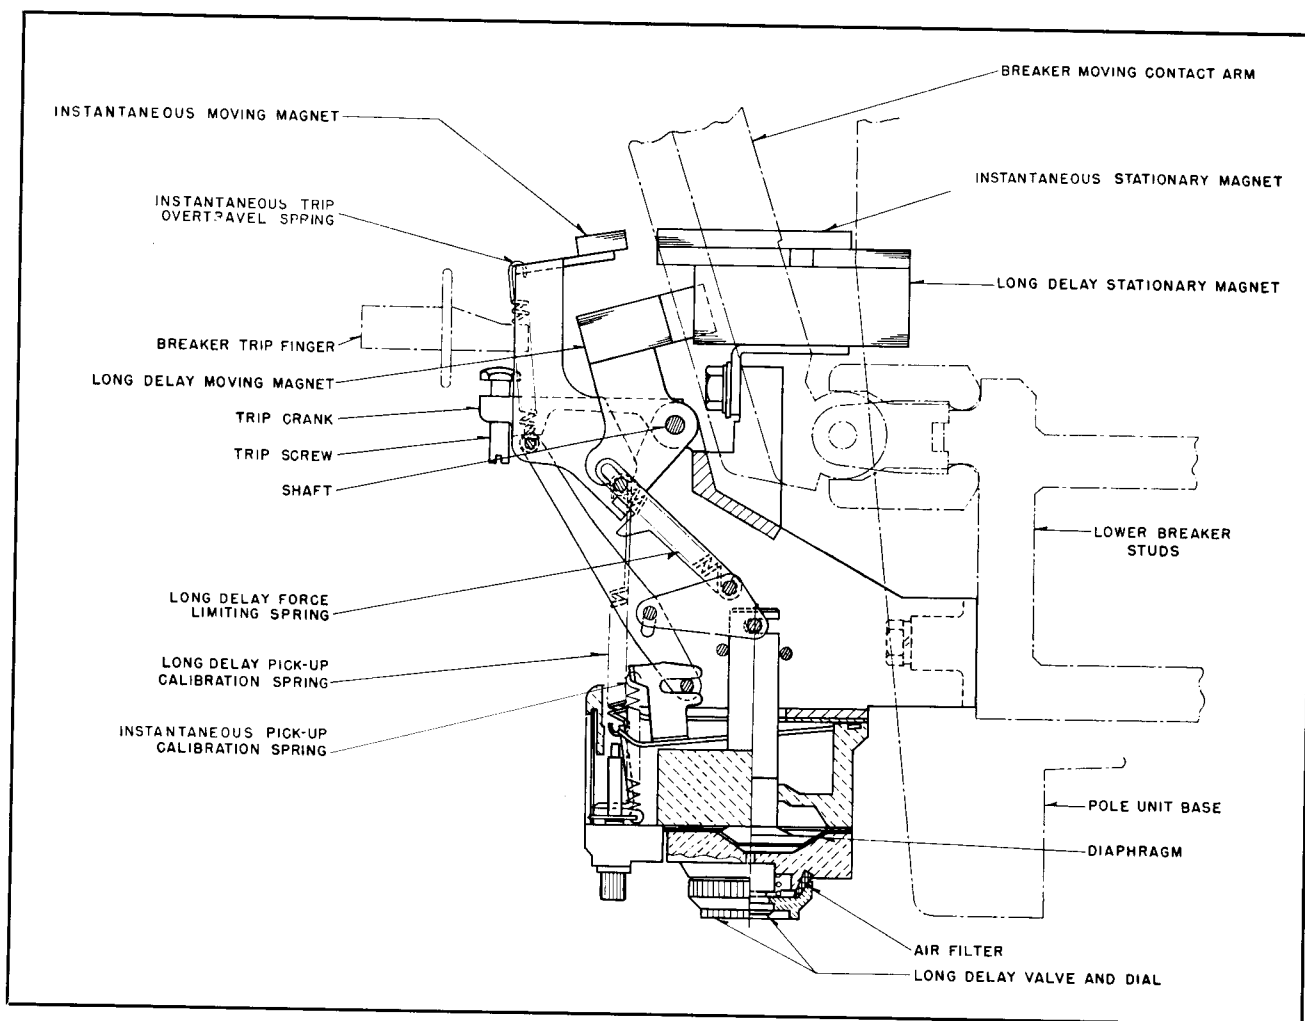 BREAKER MOVING CONTACT ARM
INSTANTANEOUS MOVING MAGNET
INSTANTANEOUS STATIONARY MAGNET
INSTANTANEOUS TRIP
OVERTRAVEL SPRING
LONG DELAY STATIONARY MAGNET
BREAKER TRIP FINGER
LONG DELAY MOVING MAGNET
TRIP CRANK
TRIP SCREW
SHAFT
LOWER BREAKER
STUDS
LONG DELAY FORCE
LIMITING SPRING
LONG DELAY PICK-UP
CALIBRATION SPRING
INSTANTANEOUS PICK-UP
CALIBRATION SPRING
POLE UNIT BASE
DIAPHRAGM
AIR FILTER
LONG DELAY VALVE AND DIAL